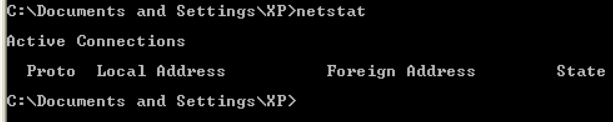 C:\Documents and Settings\XP>netstat
Active Connections
Proto Local Address Foreign Address State
C:\Documents and Settings\XP>